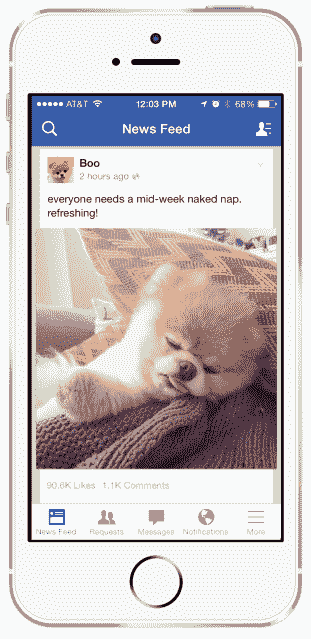 AT&T 12:03 PM 68%
News Feed
Boo
2 hours ago
everyone needs a mid-week naked nap.
refreshing!
90.6K Likes 1.1K Comments
News Feed Requests Messages Notifications More